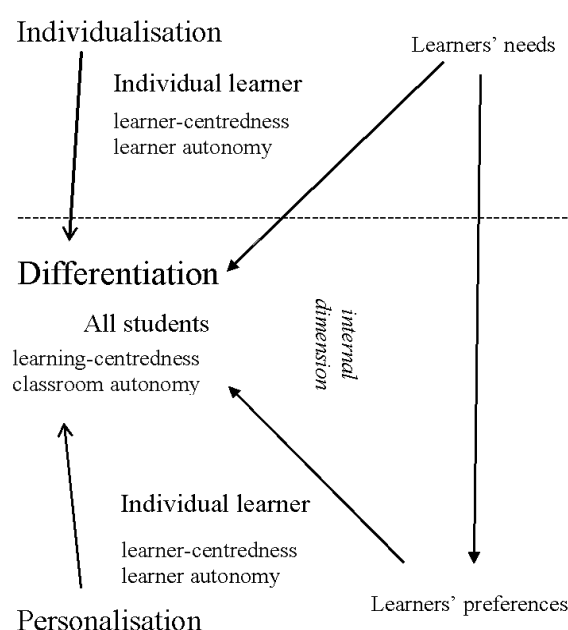 Individualisation
Learners' needs
Individual learner
learner-centredness
learner autonomy
Differentiation
All students
learning-centredness
classroom autonomy
internal
dimension
Individual learner
learner-centredness
learner autonomy
Learners' preferences
Personalisation